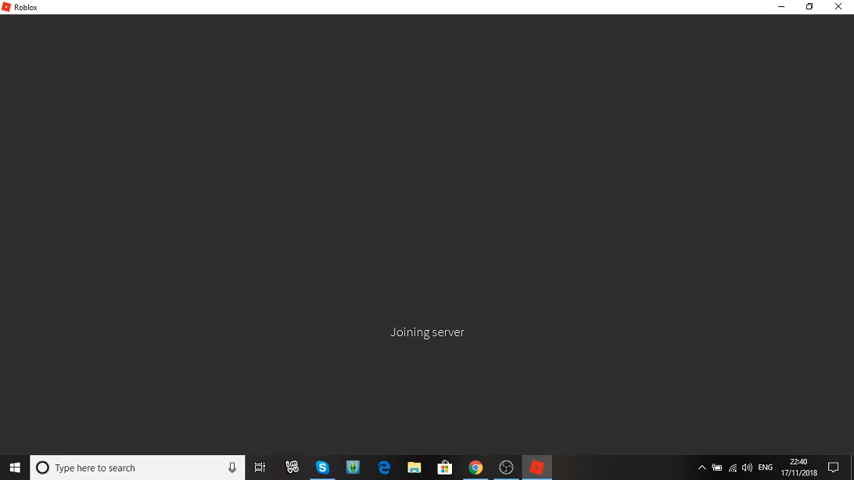 Roblox
Joining server
Type here to search
ENG
22:40
17/11/2018